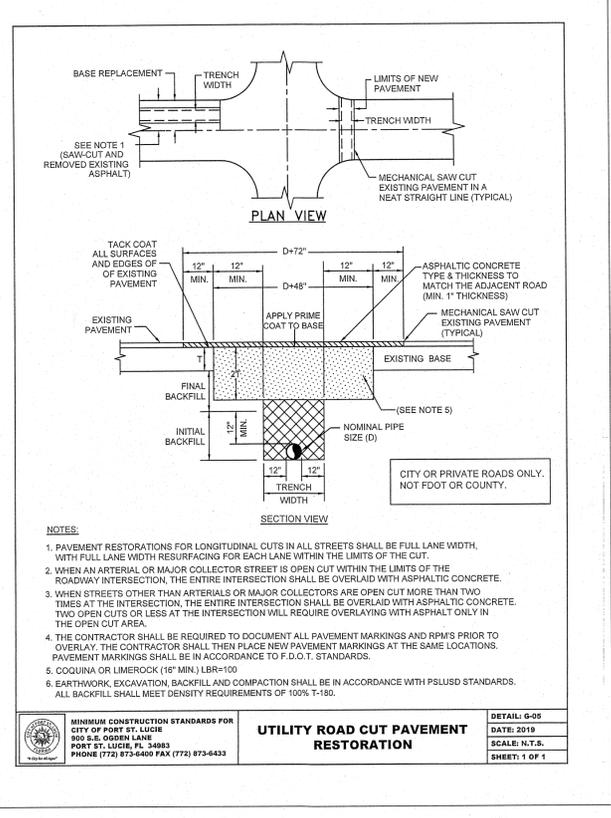 BASE REPLACEMENT
TRENCH
WIDTH
LIMITS OF NEW
PAVEMENT
TRENCH WIDTH
SEE NOTE 1
(SAW-CUT AND
REMOVED EXISTING
ASPHALT)
MECHANICAL SAW CUT
EXISTING PAVEMENT IN A
NEAT STRAIGHT LINE (TYPICAL)
PLAN VIEW
TACK COAT
ALL SURFACES
AND EDGES OF
OF EXISTING
PAVEMENT
D+72"
12"
MIN.
12"
MIN.
12"
MIN.
12"
MIN.
D+48"
ASPHALTIC CONCRETE
TYPE & THICKNESS TO
MATCH THE ADJACENT ROAD
(MIN. 1" THICKNESS)
EXISTING
PAVEMENT
APPLY PRIME
COAT TO BASE
MECHANICAL SAW CUT
EXISTING PAVEMENT
(TYPICAL)
T
2T
EXISTING BASE
FINAL
BACKFILL
(SEE NOTE 5)
INITIAL
BACKFILL
12"
MIN.
NOMINAL PIPE
SIZE (D)
12"
12"
TRENCH
WIDTH
CITY OR PRIVATE ROADS ONLY.
NOT FDOT OR COUNTY.
SECTION VIEW
NOTES:
1. PAVEMENT RESTORATIONS FOR LONGITUDINAL CUTS IN ALL STREETS SHALL BE FULL LANE WIDTH,
WITH FULL LANE WIDTH RESURFACING FOR EACH LANE WITHIN THE LIMITS OF THE CUT.
2. WHEN AN ARTERIAL OR MAJOR COLLECTOR STREET IS OPEN CUT WITHIN THE LIMITS OF THE
ROADWAY INTERSECTION, THE ENTIRE INTERSECTION SHALL BE OVERLAID WITH ASPHALTIC CONCRETE.
3. WHEN STREETS OTHER THAN ARTERIALS OR MAJOR COLLECTORS ARE OPEN CUT MORE THAN TWO
TIMES AT THE INTERSECTION, THE ENTIRE INTERSECTION SHALL BE OVERLAID WITH ASPHALTIC CONCRETE.
TWO OPEN CUTS OR LESS AT THE INTERSECTION WILL REQUIRE OVERLAYING WITH ASPHALT ONLY IN
THE OPEN CUT AREA.
4. THE CONTRACTOR SHALL BE REQUIRED TO DOCUMENT ALL PAVEMENT MARKINGS AND RPM'S PRIOR TO
OVERLAY. THE CONTRACTOR SHALL THEN PLACE NEW PAVEMENT MARKINGS AT THE SAME LOCATIONS.
PAVEMENT MARKINGS SHALL BE IN ACCORDANCE TO F.D.O.T. STANDARDS.
5. COQUINA OR LIMEROCK (16" MIN.) LBR=100
6. EARTHWORK, EXCAVATION, BACKFILL AND COMPACTION SHALL BE IN ACCORDANCE WITH PSLUSD STANDARDS.
ALL BACKFILL SHALL MEET DENSITY REQUIREMENTS OF 100% T-180.
MINIMUM CONSTRUCTION STANDARDS FOR
CITY OF PORT ST. LUCIE
900 S.E. OGDEN LANE
PORT ST. LUCIE, FL 34983
PHONE (772) 873-6400 FAX (772) 873-6433
UTILITY ROAD CUT PAVEMENT
RESTORATION
DETAIL: G-05
DATE: 2019
SCALE: N.T.S.
SHEET: 1 OF 1